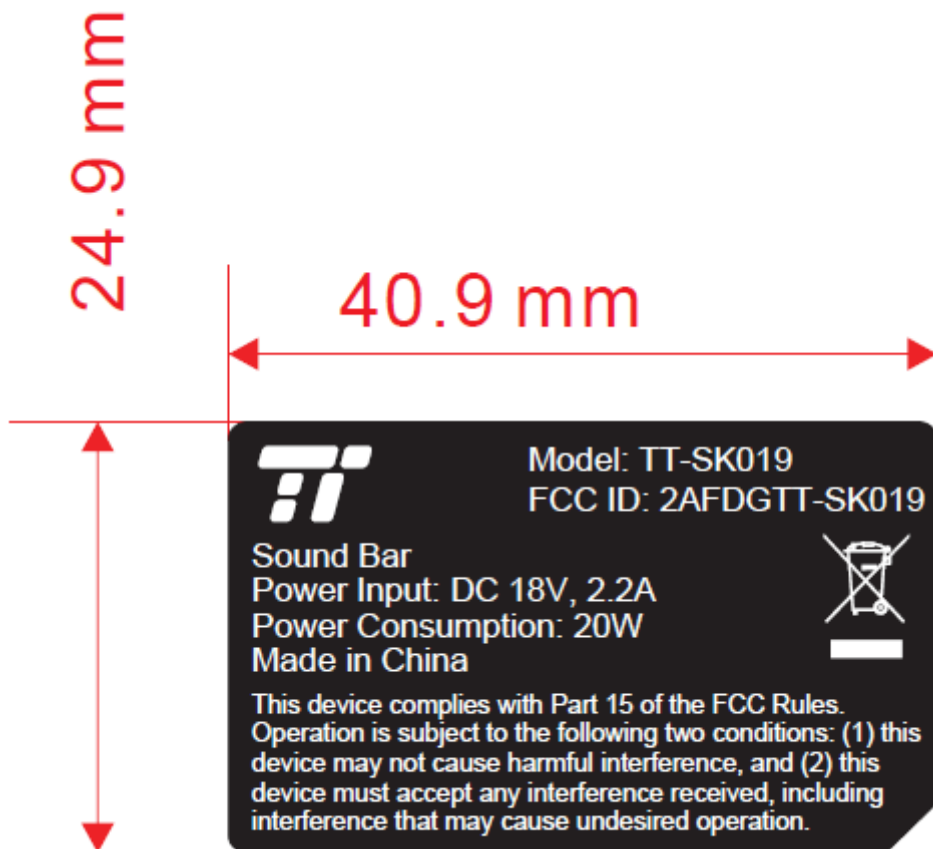 24.9 mm
40.9 mm
TT
Model: TT-SK019
FCC ID: 2AFDGTT-SK019
Sound Bar
Power Input: DC 18V, 2.2A
Power Consumption: 20W
Made in China
This device complies with Part 15 of the FCC Rules.
Operation is subject to the following two conditions: (1) this
device may not cause harmful interference, and (2) this
device must accept any interference received, including
interference that may cause undesired operation.